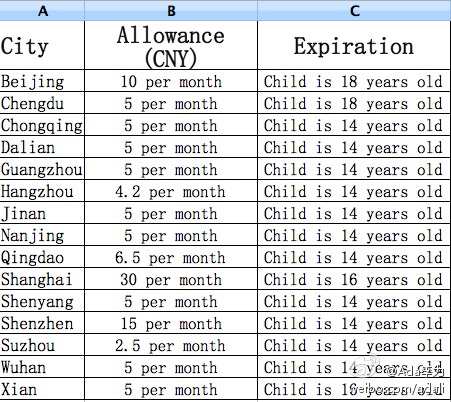 A B C
City Allowance (CNY) Expiration
Beijing 10 per month Child is 18 years old
Chengdu 5 per month Child is 18 years old
Chongqing 5 per month Child is 14 years old
Dalian 5 per month Child is 14 years old
Guangzhou 5 per month Child is 14 years old
Hangzhou 4.2 per month Child is 14 years old
Jinan 5 per month Child is 14 years old
Nanjing 5 per month Child is 14 years old
Qingdao 6.5 per month Child is 14 years old
Shanghai 30 per month Child is 16 years old
Shenyang 5 per month Child is 14 years old
Shenzhen 15 per month Child is 14 years old
Suzhou 2.5 per month Child is 14 years old
Wuhan 5 per month Child is 14 years old
Xian 5 per month Child is years old
weibo.com/adali